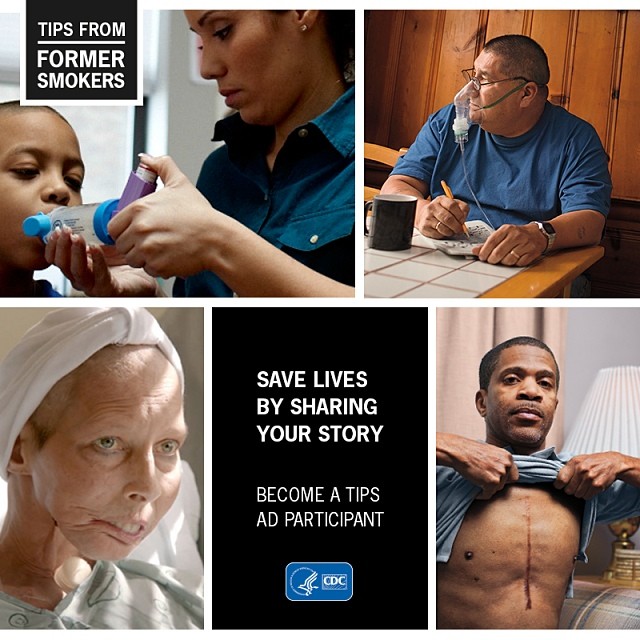 TIPS FROM
FORMER
SMOKERS
SAVE LIVES
BY SHARING
YOUR STORY
BECOME A TIPS
AD PARTICIPANT
CDC